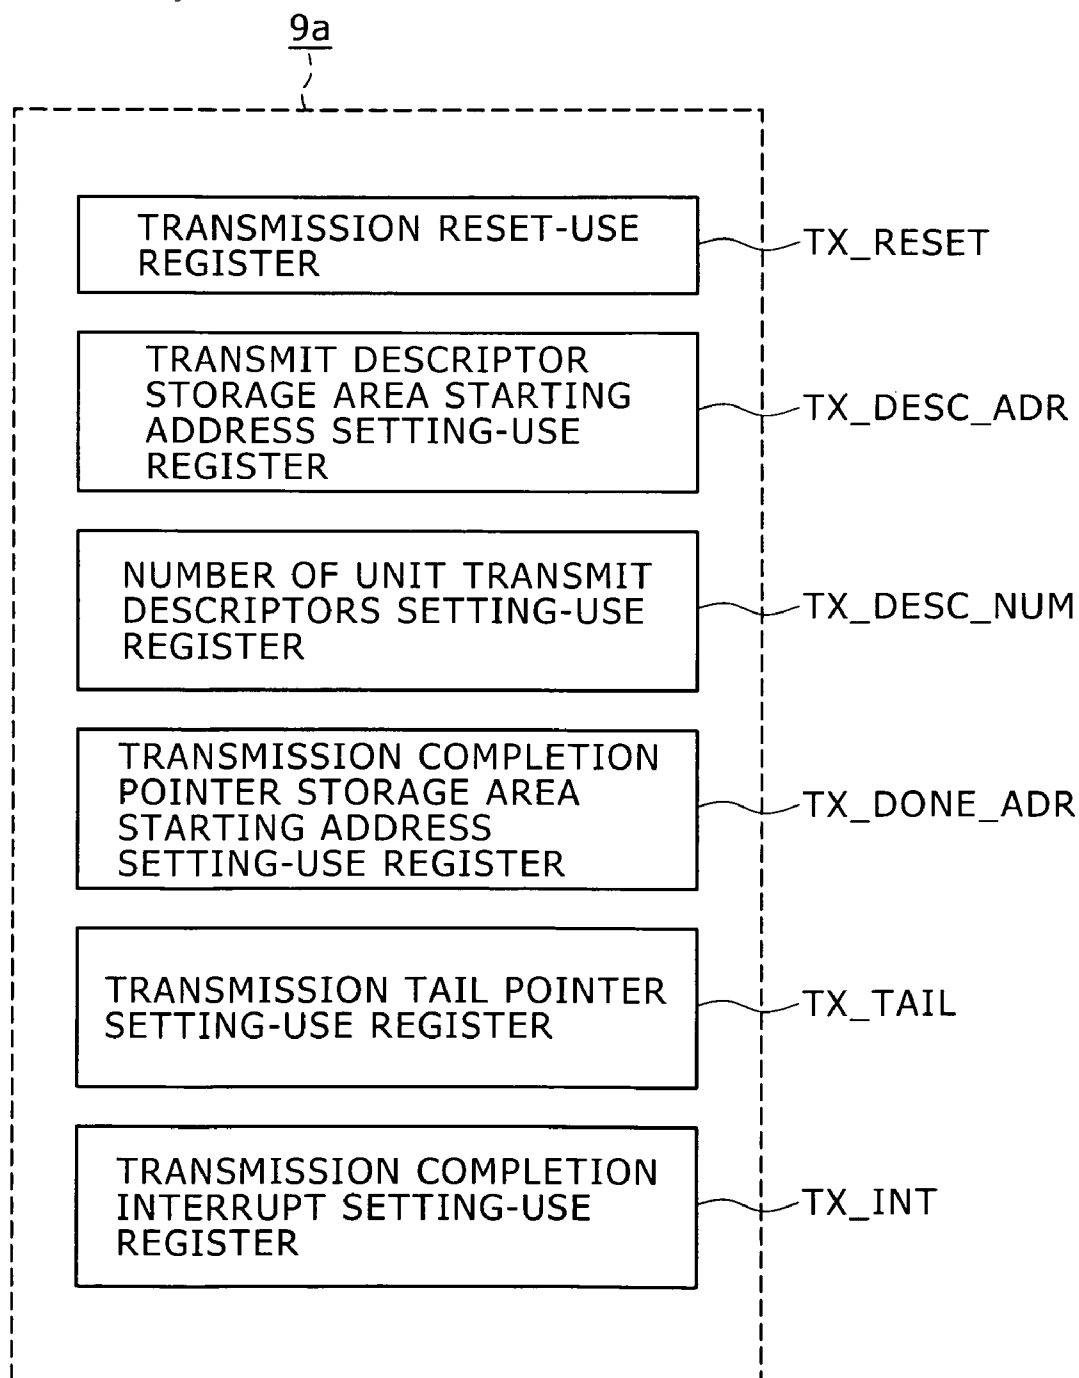 9a
TRANSMISSION RESET-USE
REGISTER
TX_RESET
TRANSMIT DESCRIPTOR
STORAGE AREA STARTING
ADDRESS SETTING-USE
REGISTER
TX_DESC_ADR
NUMBER OF UNIT TRANSMIT
DESCRIPTORS SETTING-USE
REGISTER
TX_DESC_NUM
TRANSMISSION COMPLETION
POINTER STORAGE AREA
STARTING ADDRESS
SETTING-USE REGISTER
TX_DONE_ADR
TRANSMISSION TAIL POINTER
SETTING-USE REGISTER
TX_TAIL
TRANSMISSION COMPLETION
INTERRUPT SETTING-USE
REGISTER
TX_INT